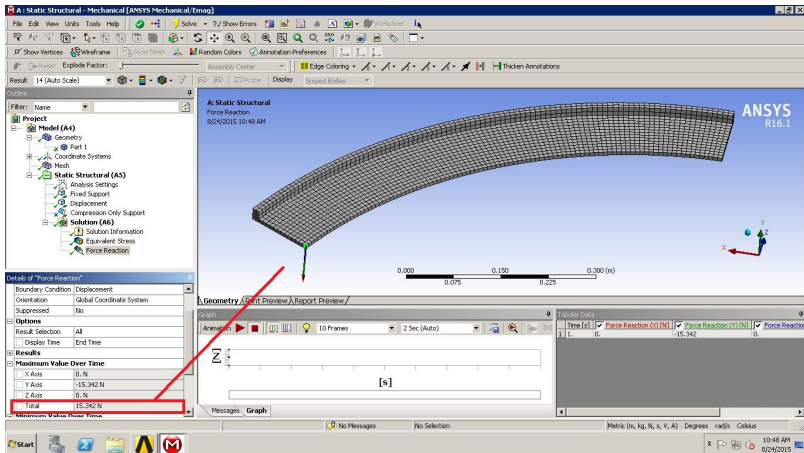 A : Static Structural - Mechanical [ANSYS Mechanical/Emag]
File Edit View Units Tools Help Solve ?/ Show Errors Worksheet
Show Vertices Wireframe Show Mesh Random Colors Annotation Preferences
Reset Explode Factor: Assembly Center Edge Coloring Thicken Annotations
Result 14 (Auto Scale) Probe Display Scoped Bodies
Outline
Filter: Name
Project
Model (A4)
Geometry
Part 1
Coordinate Systems
Mesh
Static Structural (A5)
Analysis Settings
Fixed Support
Displacement
Compression Only Support
Solution (A6)
Solution Information
Equivalent Stress
Force Reaction
A: Static Structural
Force Reaction
8/24/2015 10:48 AM
ANSYS
R16.1
Y
Z
X
0.000 0.150 0.300 (m)
0.075 0.225
Geometry Print Preview Report Preview
Details of "Force Reaction"
Boundary Condition Displacement
Orientation Global Coordinate System
Suppressed No
Options
Result Selection All
Display Time End Time
Results
Maximum Value Over Time
X Axis 0. N
Y Axis -15.342 N
Z Axis 0. N
Total 15.342 N
Minimum Value Over Time
Graph
Animation 10 Frames 2 Sec (Auto)
[N]
[s]
Messages Graph
Tabular Data
Time [s] Force Reaction (X) [N] Force Reaction (Y) [N] Force Reactio
1 1. 0. -15.342 0.
No Messages No Selection Metric (m, kg, N, s, V, A) Degrees rad/s Celsius
Start
10:48 AM
8/24/2015